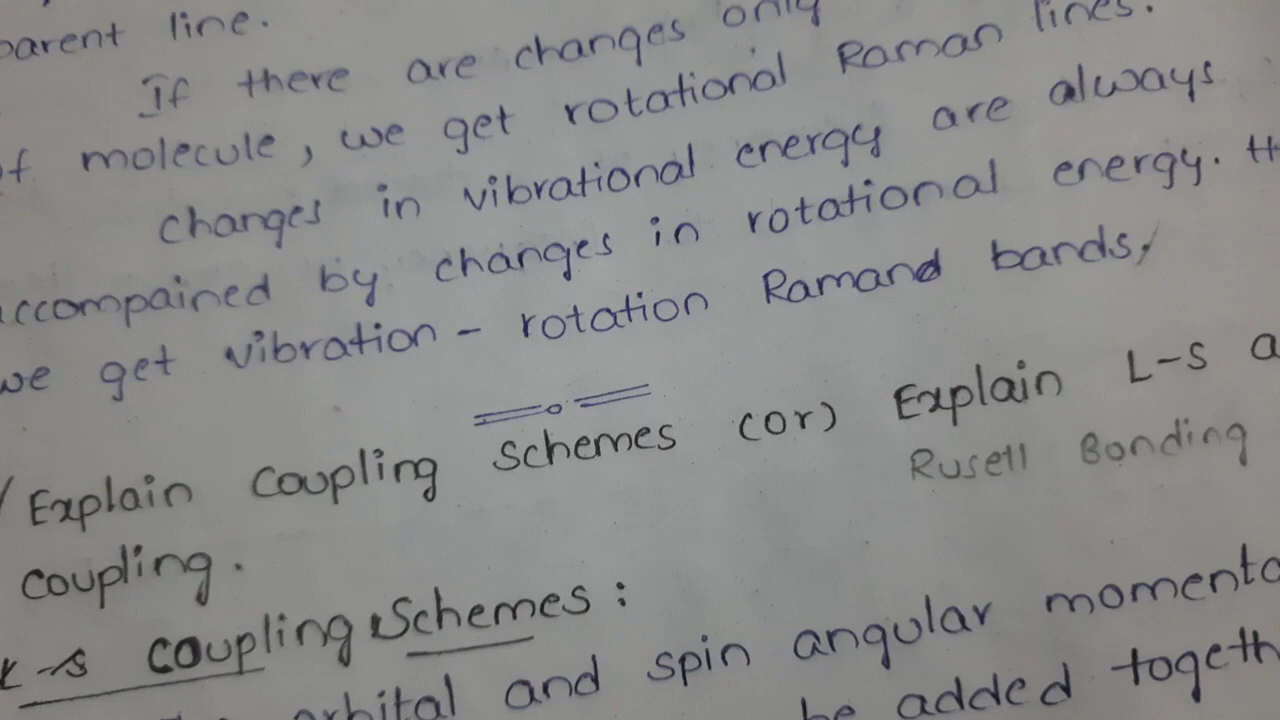 parent line.
If there are changes only
of molecule, we get rotational Raman lines.
changes in vibrational energy are always
accompained by changes in rotational energy.
we get vibration - rotation Ramand bands,
Explain coupling schemes (or) Explain L-S
Rusell Bonding
coupling.
L-s coupling Schemes :
orbital and spin angular momenta
be added togeth